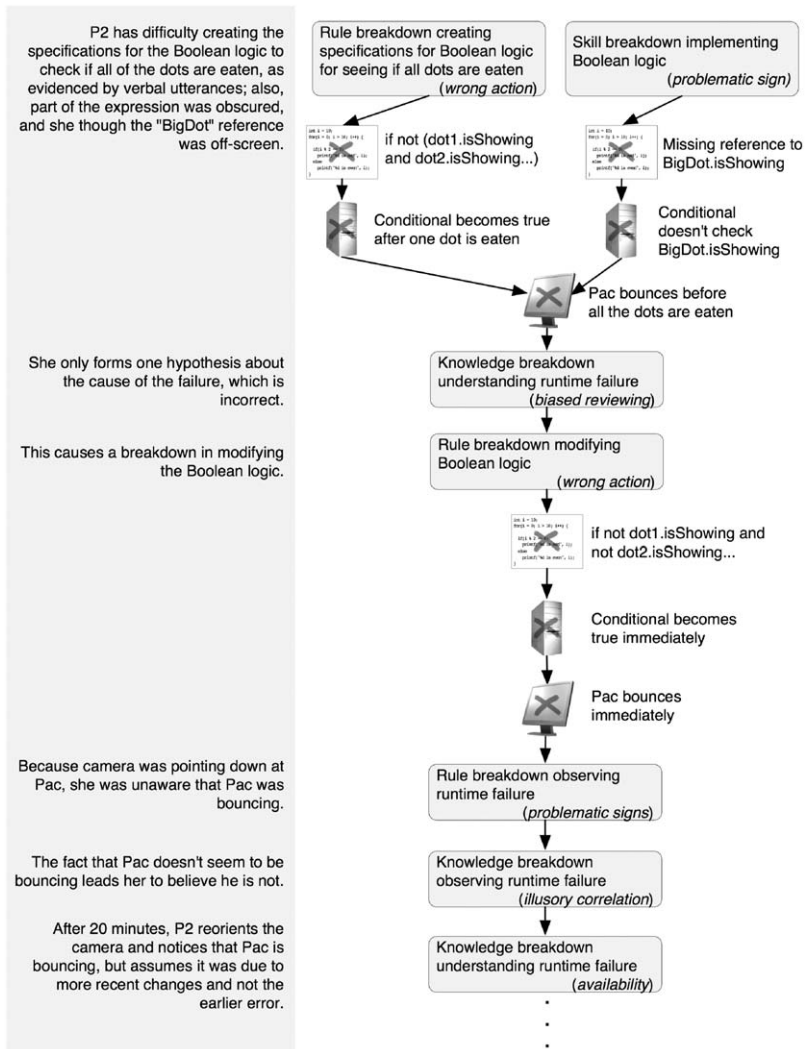 P2 has difficulty creating the
specifications for the Boolean logic to
check if all of the dots are eaten, as
evidenced by verbal utterances; also,
part of the expression was obscured,
and she though the "BigDot" reference
was off-screen.
Rule breakdown creating
specifications for Boolean logic
for seeing if all dots are eaten
(wrong action)
Skill breakdown implementing
Boolean logic
(problematic sign)
if not (dot1.isShowing
and dot2.isShowing...)
Missing reference to
BigDot.isShowing
Conditional becomes true
after one dot is eaten
Conditional
doesn't check
BigDot.isShowing
Pac bounces before
all the dots are eaten
She only forms one hypothesis about
the cause of the failure, which is
incorrect.
Knowledge breakdown
understanding runtime failure
(biased reviewing)
This causes a breakdown in modifying
the Boolean logic.
Rule breakdown modifying
Boolean logic
(wrong action)
if not dot1.isShowing and
not dot2.isShowing...
Conditional becomes
true immediately
Pac bounces
immediately
Because camera was pointing down at
Pac, she was unaware that Pac was
bouncing.
Rule breakdown observing
runtime failure
(problematic signs)
The fact that Pac doesn't seem to be
bouncing leads her to believe he is not.
Knowledge breakdown
observing runtime failure
(illusory correlation)
After 20 minutes, P2 reorients the
camera and notices that Pac is
bouncing, but assumes it was due to
more recent changes and not the
earlier error.
Knowledge breakdown
understanding runtime failure
(availability)